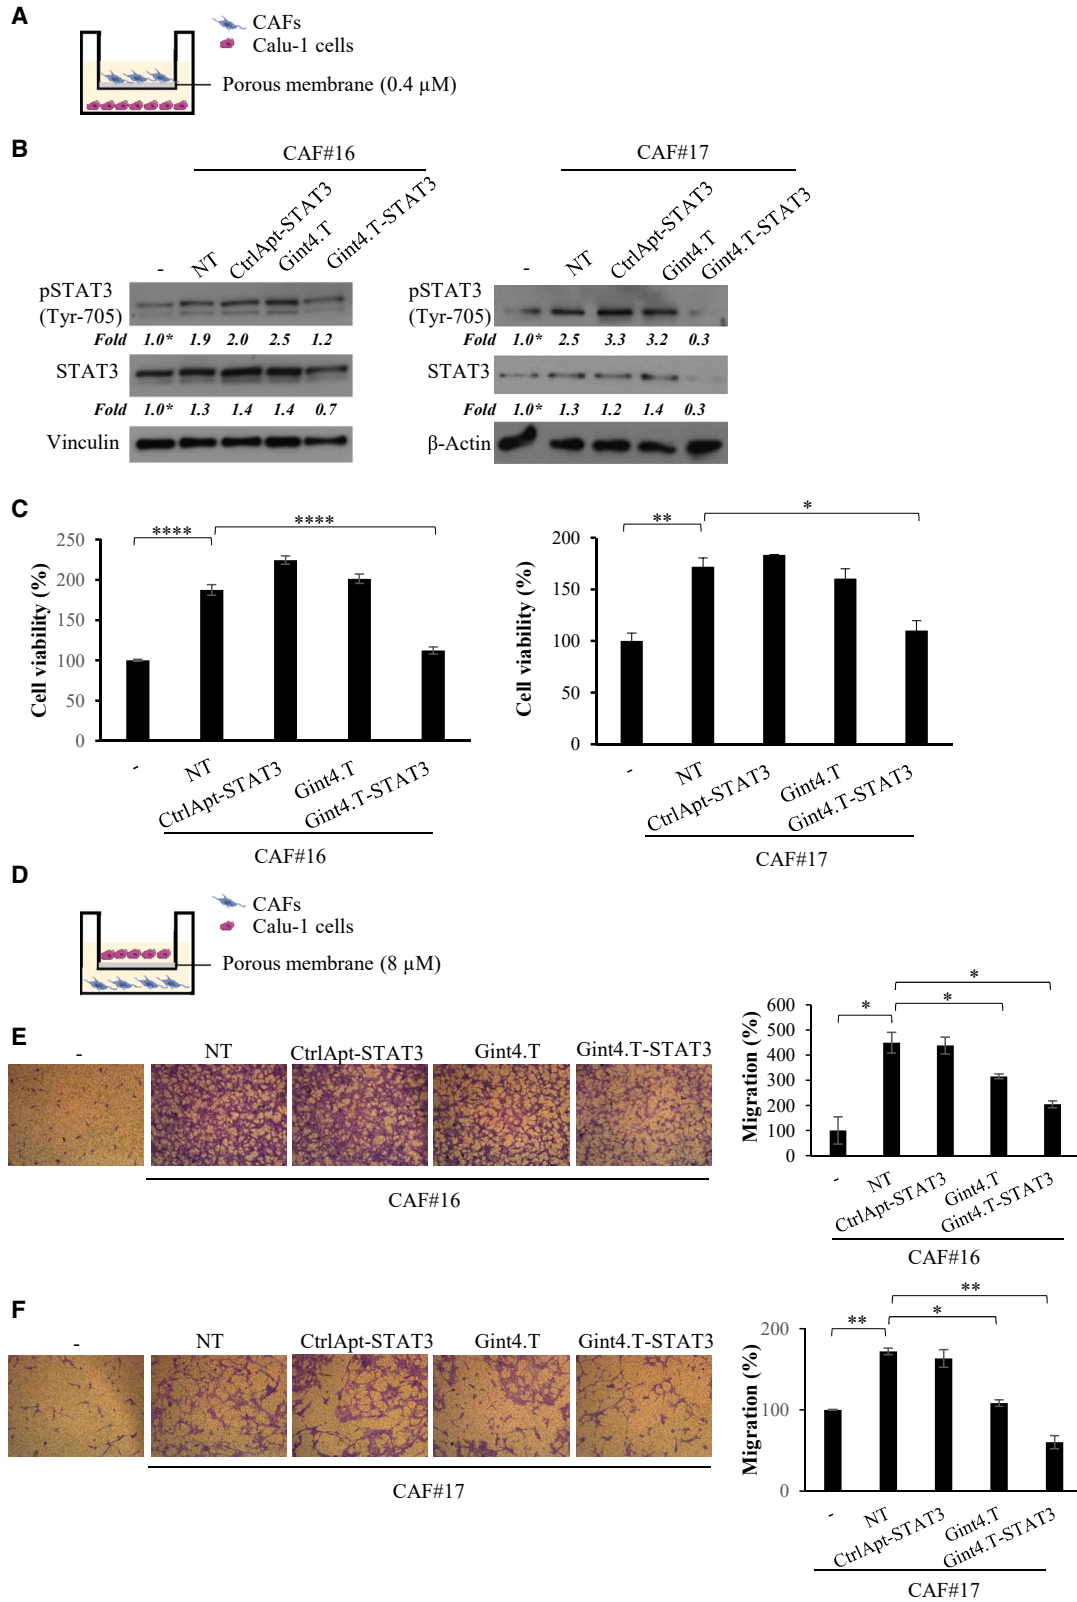 A
CAFs
Calu-1 cells
Porous membrane (0.4 µM)
B
CAF#16
- NT CtrlApt-STAT3 Gint4.T Gint4.T-STAT3
pSTAT3
(Tyr-705)
Fold 1.0* 1.9 2.0 2.5 1.2
STAT3
Fold 1.0* 1.3 1.4 1.4 0.7
Vinculin
CAF#17
- NT CtrlApt-STAT3 Gint4.T Gint4.T-STAT3
pSTAT3
(Tyr-705)
Fold 1.0* 2.5 3.3 3.2 0.3
STAT3
Fold 1.0* 1.3 1.2 1.4 0.3
β-Actin
C
Cell viability (%)
250
200
150
100
50
0
**** ****
- NT CtrlApt-STAT3 Gint4.T Gint4.T-STAT3
CAF#16
Cell viability (%)
200
150
100
50
0
** *
- NT CtrlApt-STAT3 Gint4.T Gint4.T-STAT3
CAF#17
D
CAFs
Calu-1 cells
Porous membrane (8 µM)
E
- NT CtrlApt-STAT3 Gint4.T Gint4.T-STAT3
CAF#16
Migration (%)
600
500
400
300
200
100
0
* * *
- NT CtrlApt-STAT3 Gint4.T Gint4.T-STAT3
CAF#16
F
- NT CtrlApt-STAT3 Gint4.T Gint4.T-STAT3
CAF#17
Migration (%)
200
100
0
** * **
- NT CtrlApt-STAT3 Gint4.T Gint4.T-STAT3
CAF#17